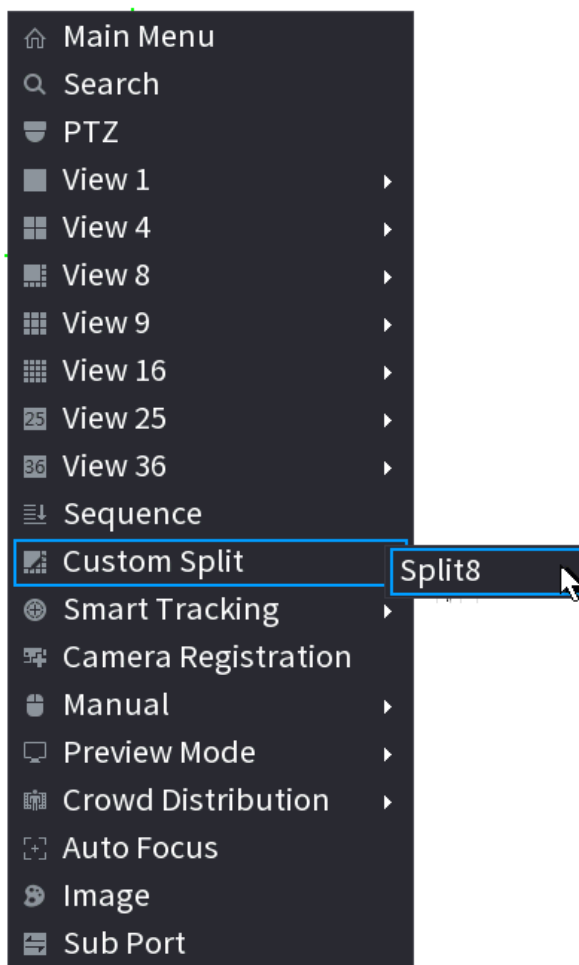 Main Menu
Search
PTZ
View 1
View 4
View 8
View 9
View 16
25 View 25
36 View 36
Sequence
Custom Split
Split8
Smart Tracking
Camera Registration
Manual
Preview Mode
Crowd Distribution
Auto Focus
Image
Sub Port